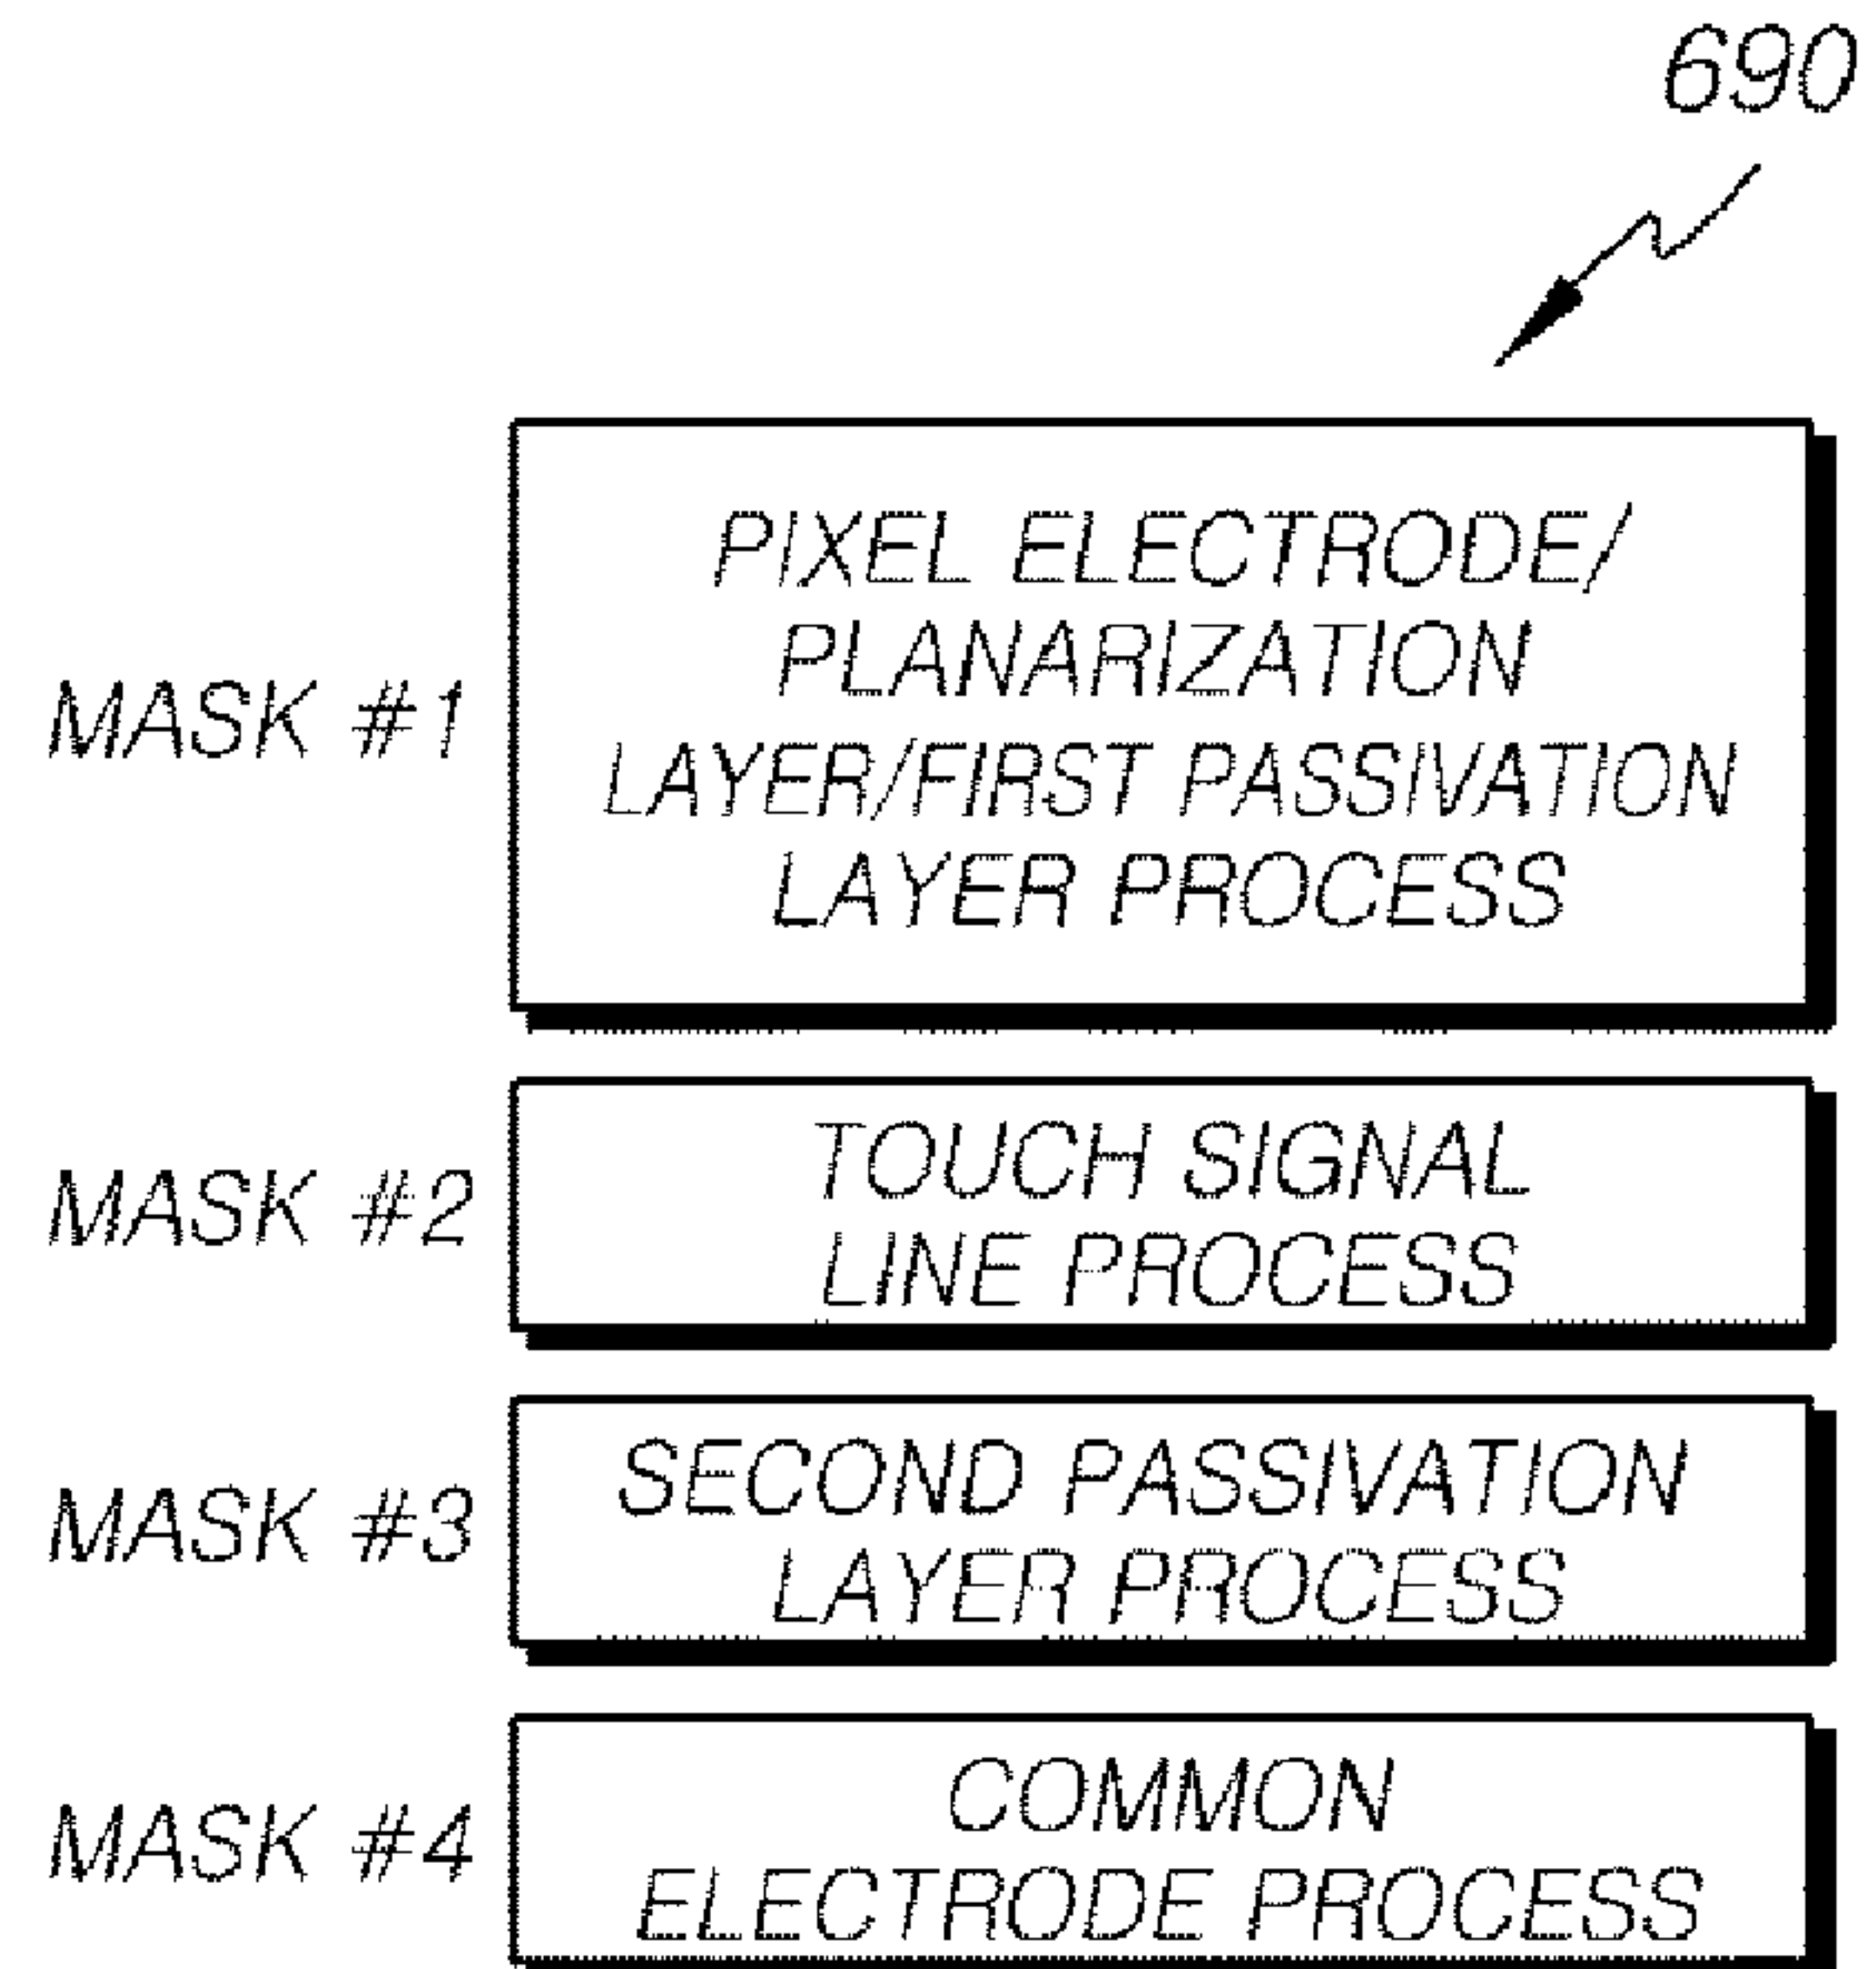 690
MASK #1
PIXEL ELECTRODE/
PLANARIZATION
LAYER/FIRST PASSIVATION
LAYER PROCESS
MASK #2
TOUCH SIGNAL
LINE PROCESS
MASK #3
SECOND PASSIVATION
LAYER PROCESS
MASK #4
COMMON
ELECTRODE PROCESS